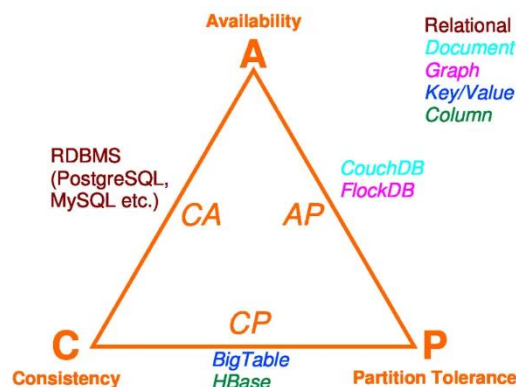 Availability
A
Relational
Document
Graph
Key/Value
Column
RDBMS
(PostgreSQL,
MySQL etc.)
CouchDB
FlockDB
CA
AP
CP
C
P
Consistency
BigTable
HBase
Partition Tolerance